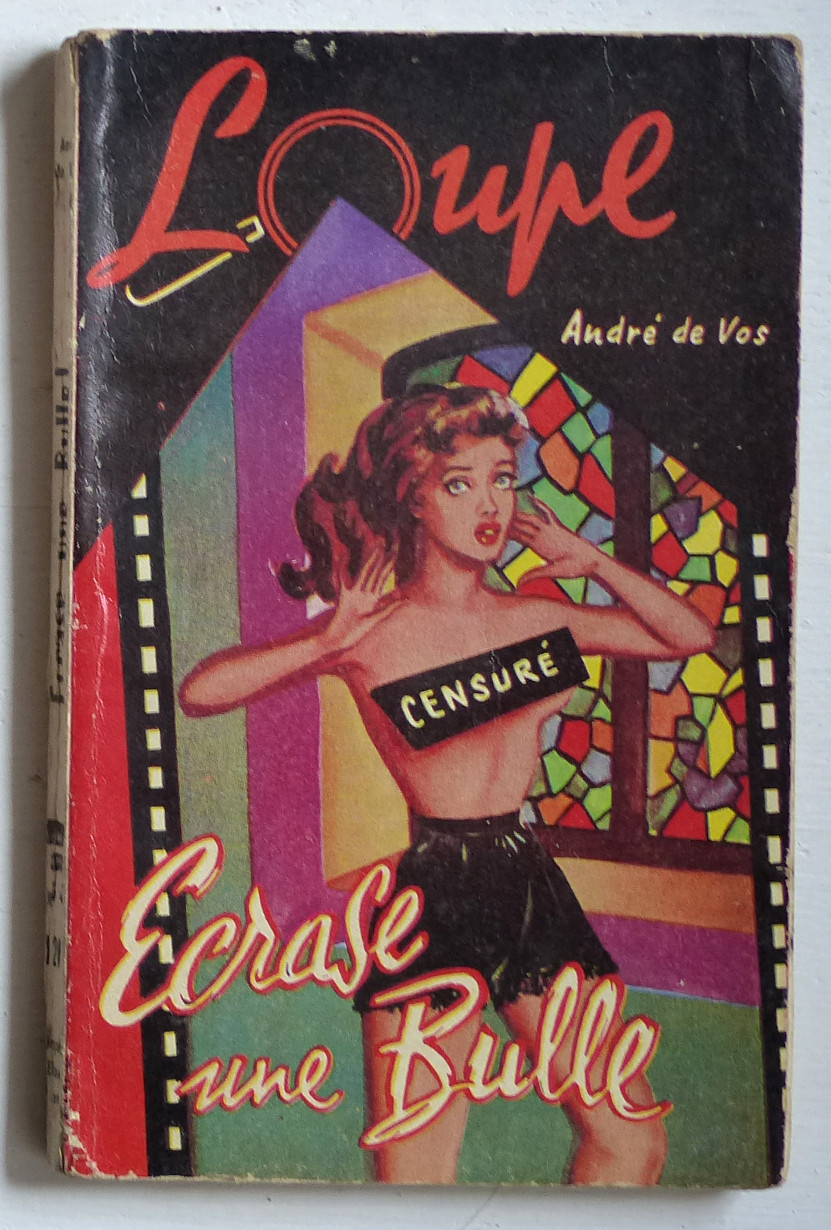 Loupe
André de Vos
CENSURÉ
Ecrase
une Bulle